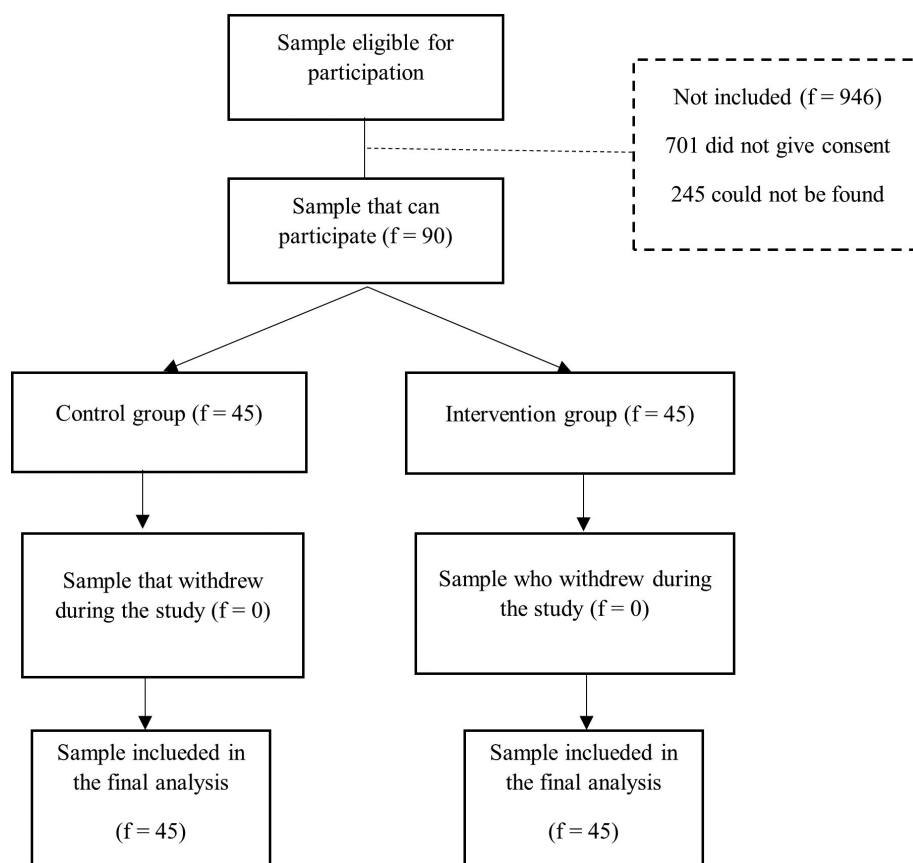 Sample eligible for
participation
Not included (f = 946)
701 did not give consent
245 could not be found
Sample that can
participate (f = 90)
Control group (f = 45)
Intervention group (f = 45)
Sample that withdrew
during the study (f = 0)
Sample who withdrew during
the study (f = 0)
Sample inclueded in
the final analysis
(f = 45)
Sample inclueded in
the final analysis
(f = 45)